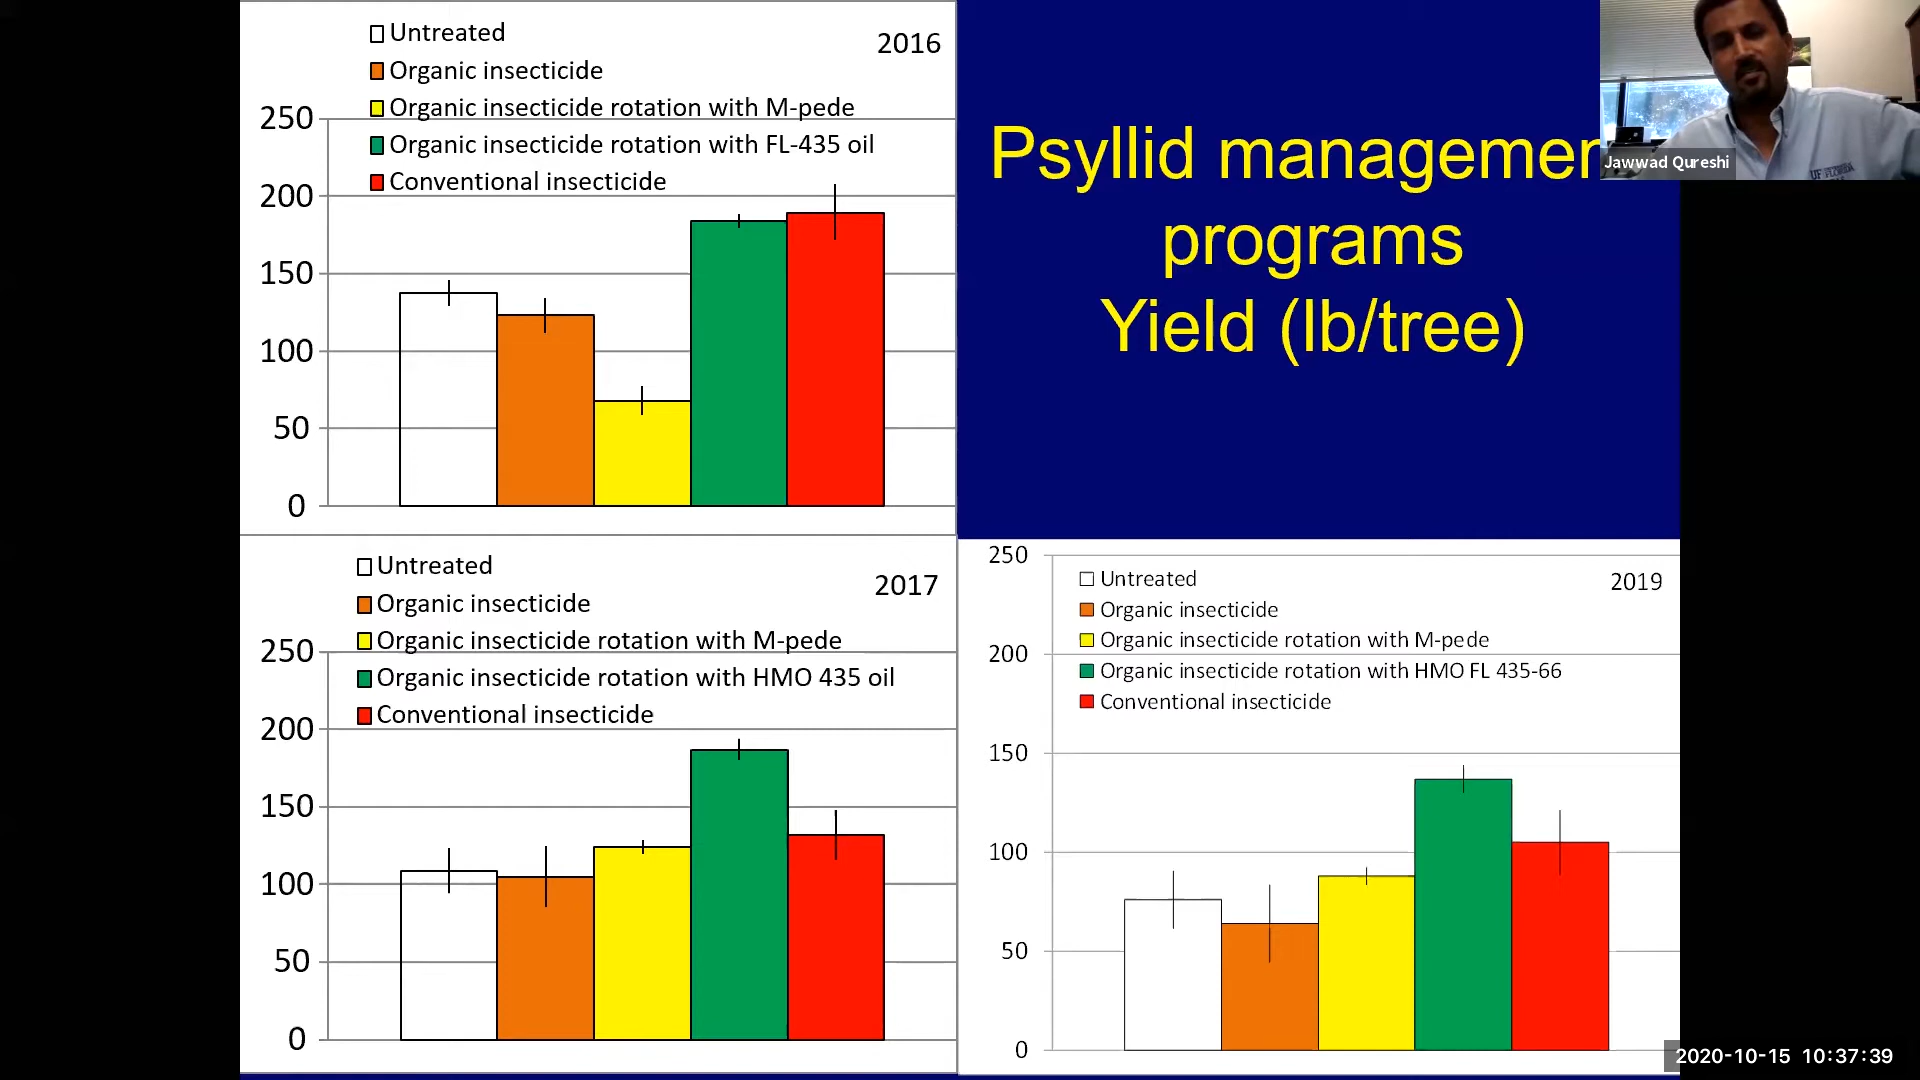 Untreated
Organic insecticide
Organic insecticide rotation with M-pede
Organic insecticide rotation with FL-435 oil
Conventional insecticide
2016
250
200
150
100
50
0
Psyllid managemen
programs
Yield (lb/tree)
Jawwad Qureshi
UF FLORIDA
Untreated
Organic insecticide
Organic insecticide rotation with M-pede
Organic insecticide rotation with HMO 435 oil
Conventional insecticide
2017
250
200
150
100
50
0
Untreated
Organic insecticide
Organic insecticide rotation with M-pede
Organic insecticide rotation with HMO FL 435-66
Conventional insecticide
2019
250
200
150
100
50
0
2020-10-15 10:37:39